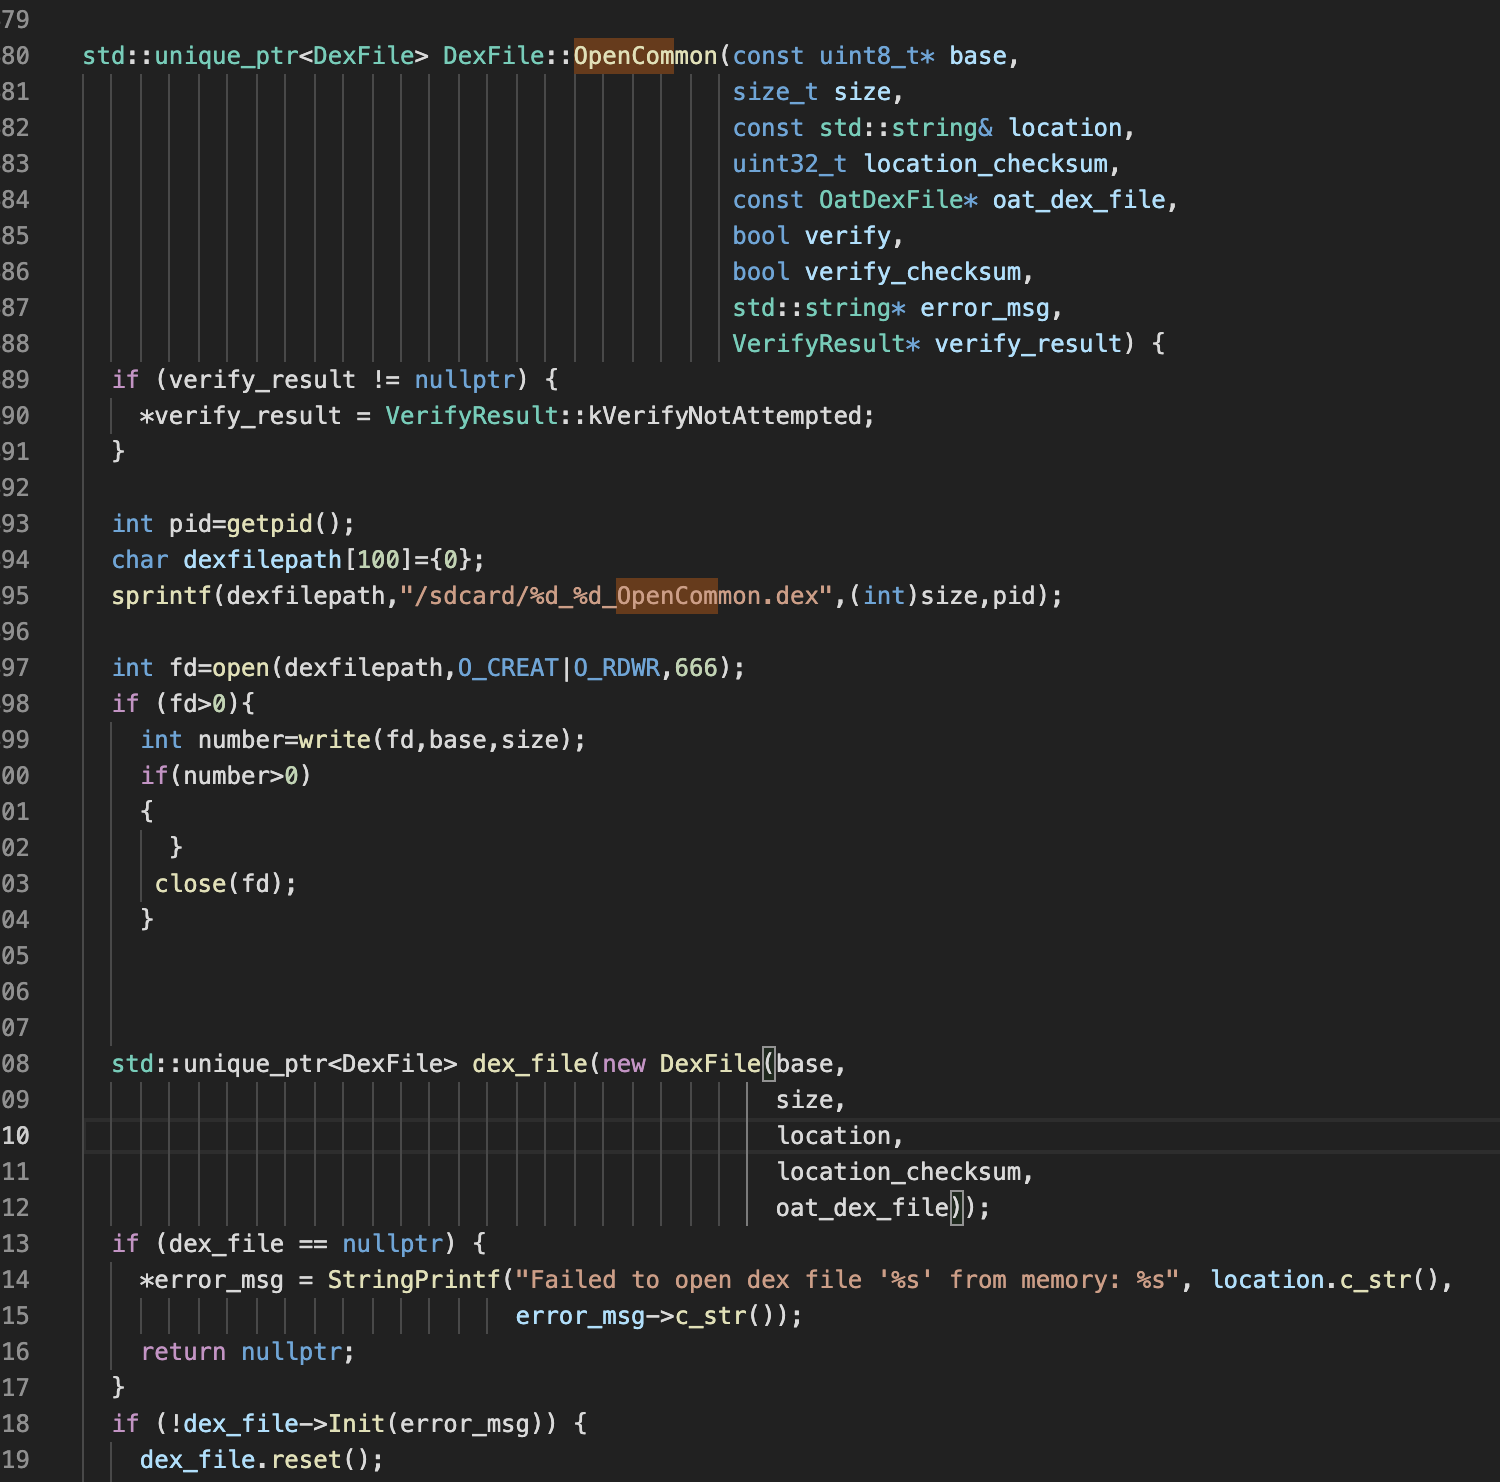 79
80 std::unique_ptr<DexFile> DexFile::OpenCommon(const uint8_t* base,
81 size_t size,
82 const std::string& location,
83 uint32_t location_checksum,
84 const OatDexFile* oat_dex_file,
85 bool verify,
86 bool verify_checksum,
87 std::string* error_msg,
88 VerifyResult* verify_result) {
89 if (verify_result != nullptr) {
90 *verify_result = VerifyResult::kVerifyNotAttempted;
91 }
92
93 int pid=getpid();
94 char dexfilepath[100]={0};
95 sprintf(dexfilepath,"/sdcard/%d_%d_OpenCommon.dex",(int)size,pid);
96
97 int fd=open(dexfilepath,O_CREAT|O_RDWR,666);
98 if (fd>0){
99 int number=write(fd,base,size);
00 if(number>0)
01 {
02 }
03 close(fd);
04 }
05
06
07
08 std::unique_ptr<DexFile> dex_file(new DexFile(base,
09 size,
10 location,
11 location_checksum,
12 oat_dex_file));
13 if (dex_file == nullptr) {
14 *error_msg = StringPrintf("Failed to open dex file '%s' from memory: %s", location.c_str(),
15 error_msg->c_str());
16 return nullptr;
17 }
18 if (!dex_file->Init(error_msg)) {
19 dex_file.reset();